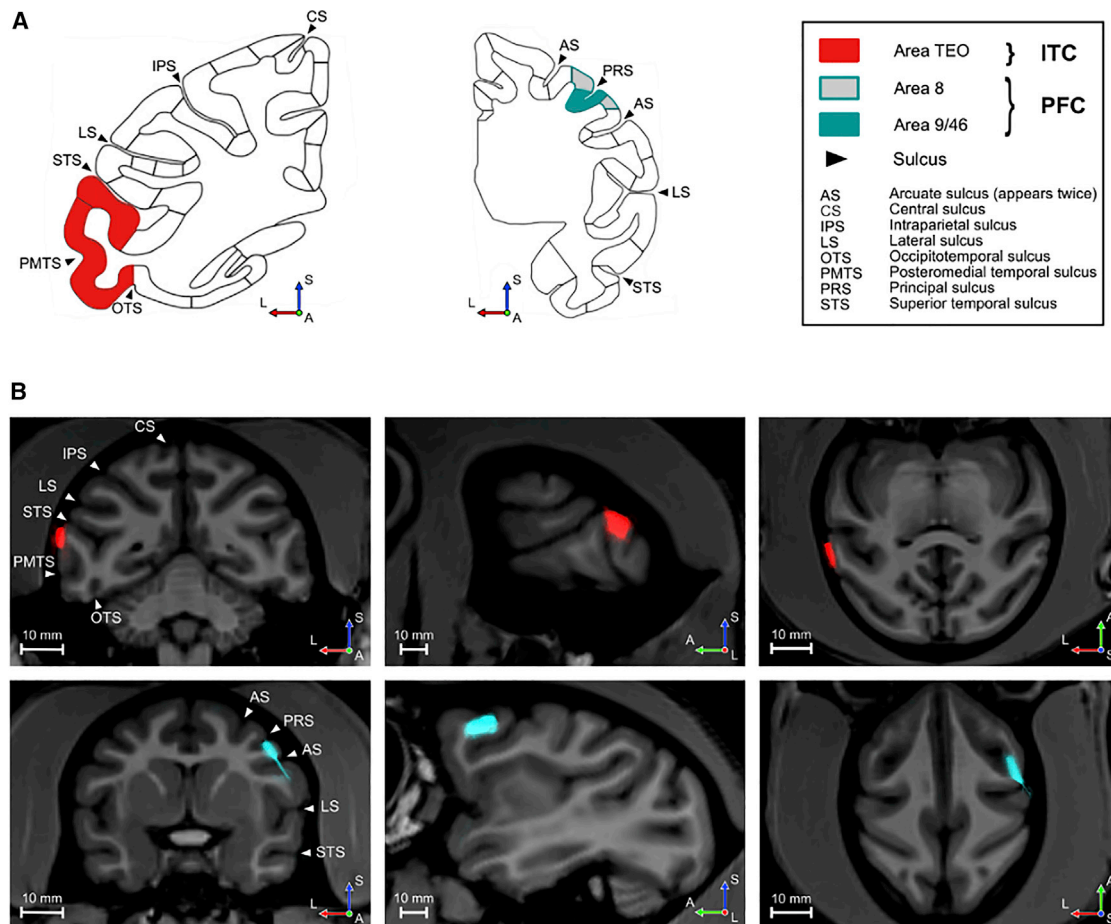 A
CS
IPS
LS
STS
PMTS
OTS
S
L
A
AS
PRS
AS
LS
STS
S
L
A
Area TEO } ITC
Area 8
Area 9/46
} PFC
Sulcus
AS Arcuate sulcus (appears twice)
CS Central sulcus
IPS Intraparietal sulcus
LS Lateral sulcus
OTS Occipitotemporal sulcus
PMTS Posteromedial temporal sulcus
PRS Principal sulcus
STS Superior temporal sulcus
B
CS
IPS
LS
STS
PMTS
OTS
10 mm
S
L
A
10 mm
S
A
L
10 mm
A
L
S
AS
PRS
AS
LS
STS
10 mm
S
L
A
10 mm
S
A
L
10 mm
A
L
S